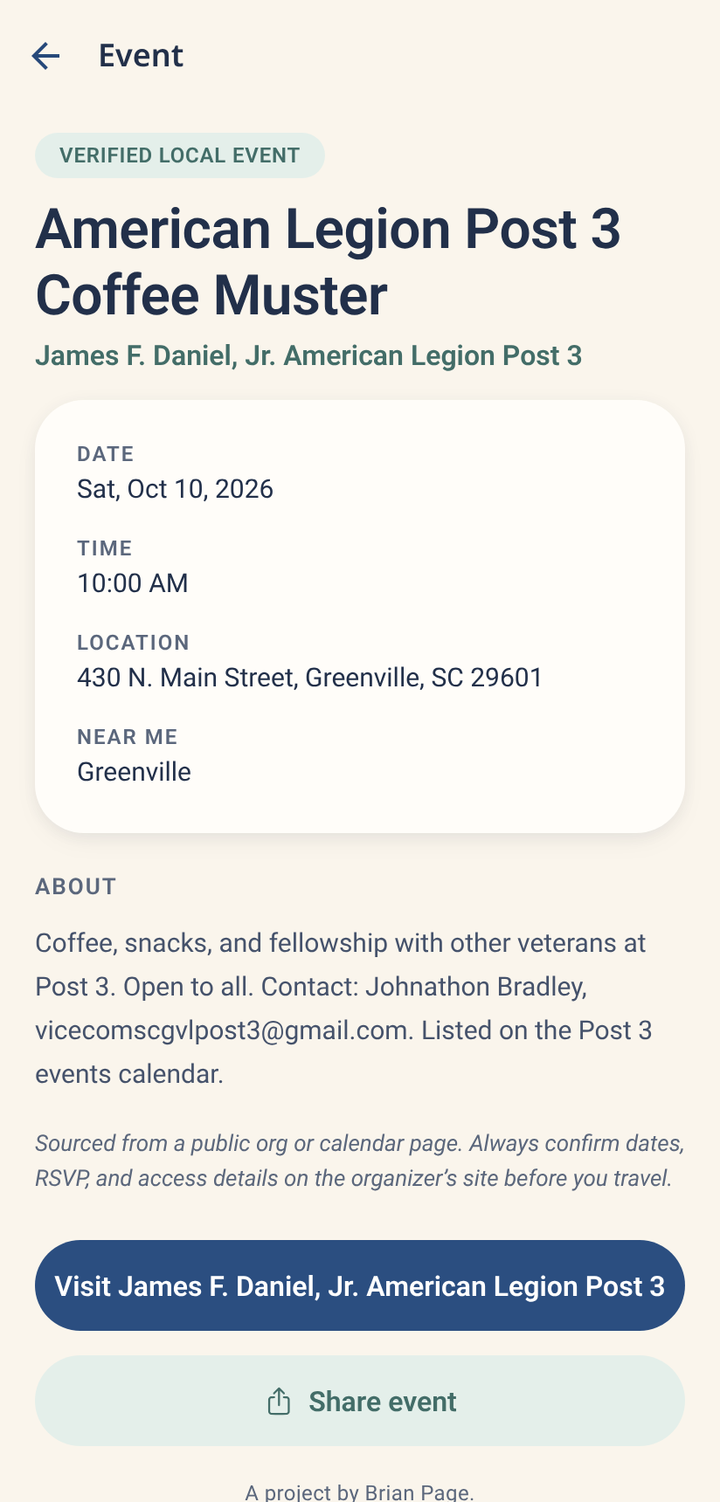 Event
VERIFIED LOCAL EVENT
American Legion Post 3
Coffee Muster
James F. Daniel, Jr. American Legion Post 3
DATE
Sat, Oct 10, 2026
TIME
10:00 AM
LOCATION
430 N. Main Street, Greenville, SC 29601
NEAR ME
Greenville
ABOUT
Coffee, snacks, and fellowship with other veterans at
Post 3. Open to all. Contact: Johnathon Bradley,
vicecomscgvlpost3@gmail.com. Listed on the Post 3
events calendar.
Sourced from a public org or calendar page. Always confirm dates,
RSVP, and access details on the organizer’s site before you travel.
Visit James F. Daniel, Jr. American Legion Post 3
Share event
A project by Brian Page.